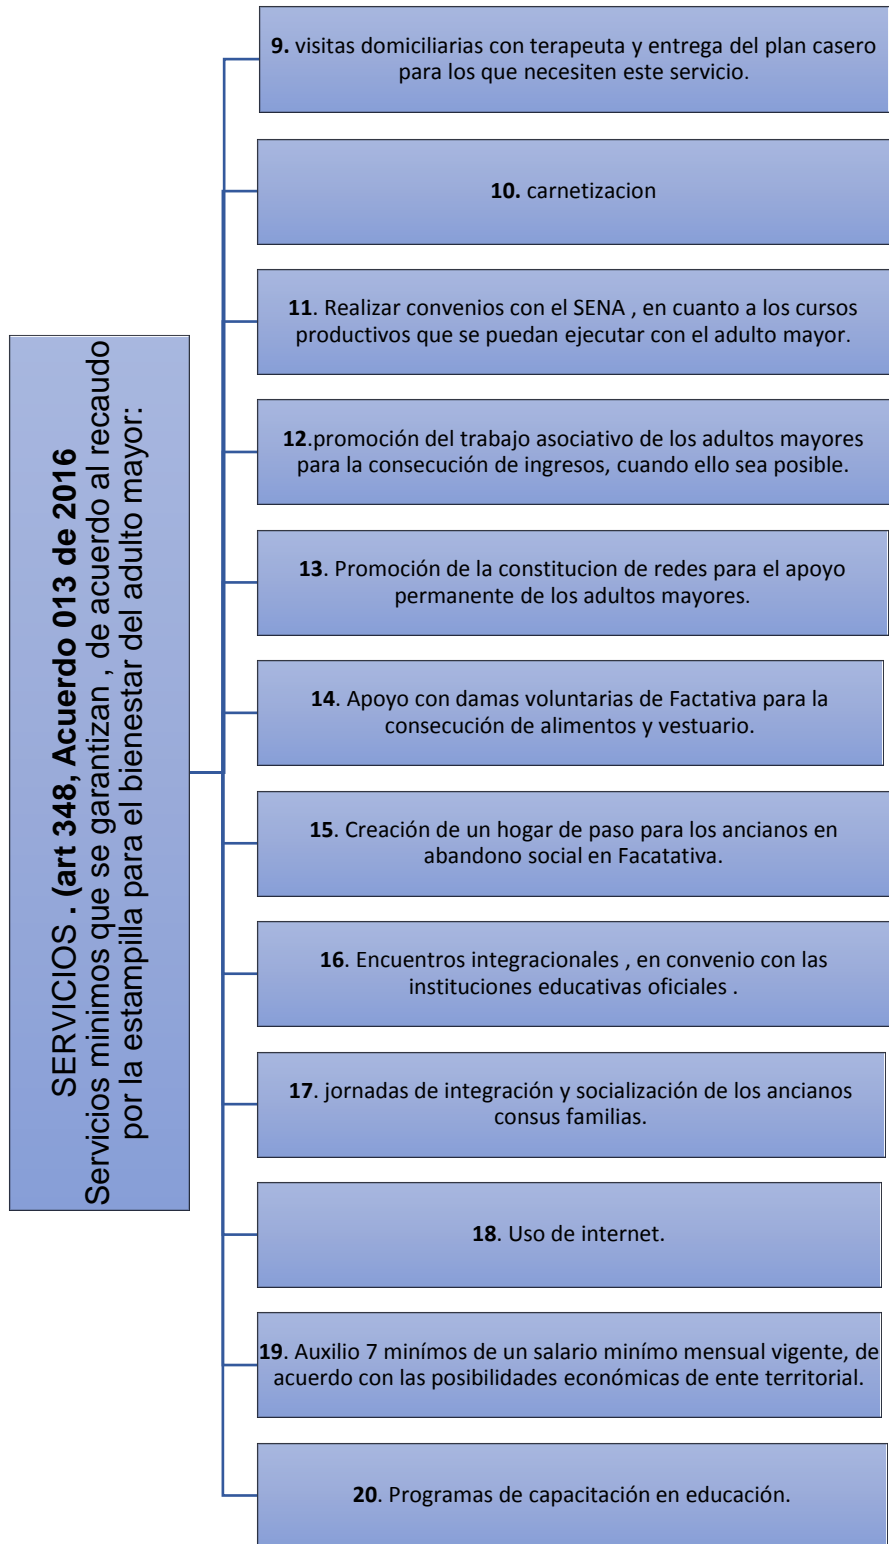 SERVICIOS . (art 348, Acuerdo 013 de 2016
Servicios minimos que se garantizan , de acuerdo al recaudo
por la estampilla para el bienestar del adulto mayor:
9. visitas domiciliarias con terapeuta y entrega del plan casero
para los que necesiten este servicio.
10. carnetizacion
11. Realizar convenios con el SENA , en cuanto a los cursos
productivos que se puedan ejecutar con el adulto mayor.
12.promoción del trabajo asociativo de los adultos mayores
para la consecución de ingresos, cuando ello sea posible.
13. Promoción de la constitucion de redes para el apoyo
permanente de los adultos mayores.
14. Apoyo con damas voluntarias de Factativa para la
consecución de alimentos y vestuario.
15. Creación de un hogar de paso para los ancianos en
abandono social en Facatativa.
16. Encuentros integracionales , en convenio con las
instituciones educativas oficiales .
17. jornadas de integración y socialización de los ancianos
consus familias.
18. Uso de internet.
19. Auxilio 7 minímos de un salario minímo mensual vigente, de
acuerdo con las posibilidades económicas de ente territorial.
20. Programas de capacitación en educación.